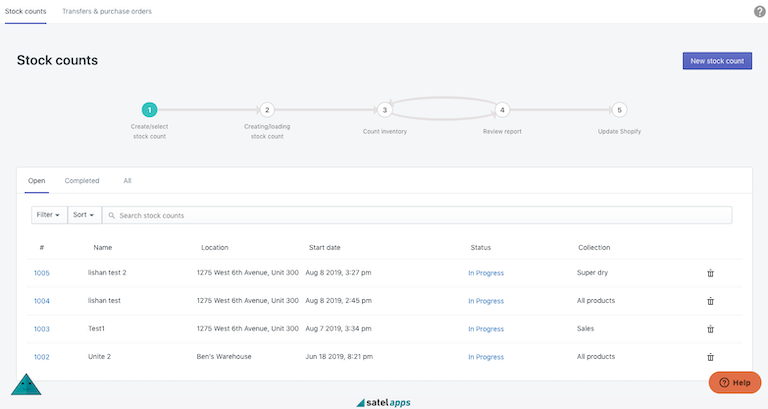 Stock counts Transfers & purchase orders ?
Stock counts New stock count
1 2 3 4 5
Create/select Creating/loading Count inventory Review report Update Shopify
stock count stock count
Open Completed All
Filter Sort Search stock counts
# Name Location Start date Status Collection
1005 lishan test 2 1275 West 6th Avenue, Unit 300 Aug 8 2019, 3:27 pm In Progress Super dry
1004 lishan test 1275 West 6th Avenue, Unit 300 Aug 8 2019, 2:45 pm In Progress All products
1003 Test1 1275 West 6th Avenue, Unit 300 Aug 7 2019, 3:34 pm In Progress Sales
1002 Unite 2 Ben's Warehouse Jun 18 2019, 8:21 pm In Progress All products
? Help
satelapps